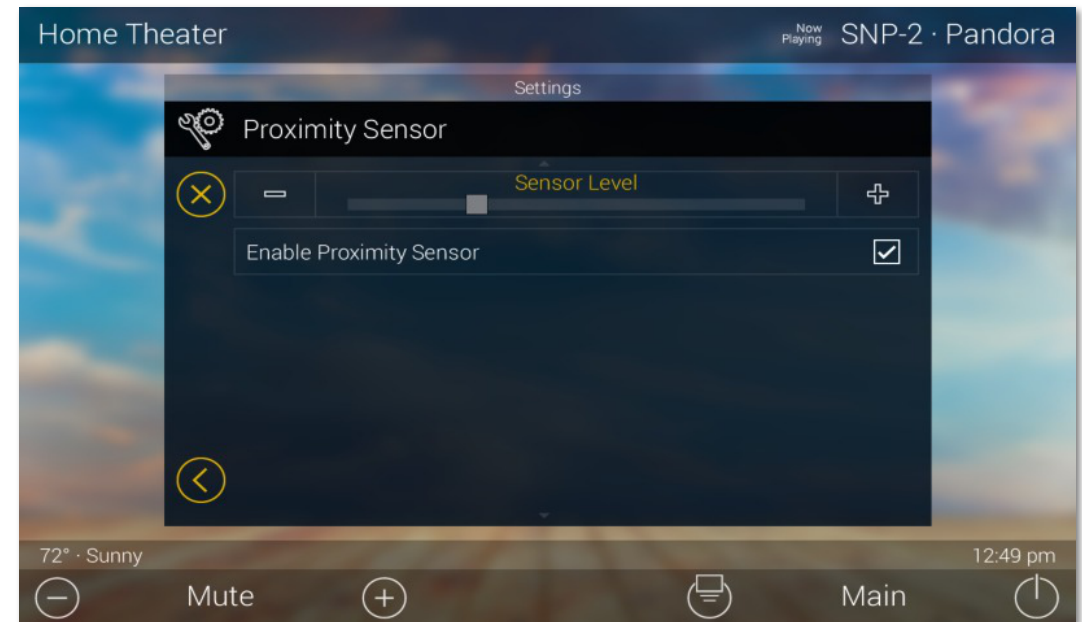 Home Theater
Now Playing SNP-2 · Pandora
Settings
Proximity Sensor
Sensor Level
Enable Proximity Sensor
72° · Sunny
12:49 pm
Mute
Main